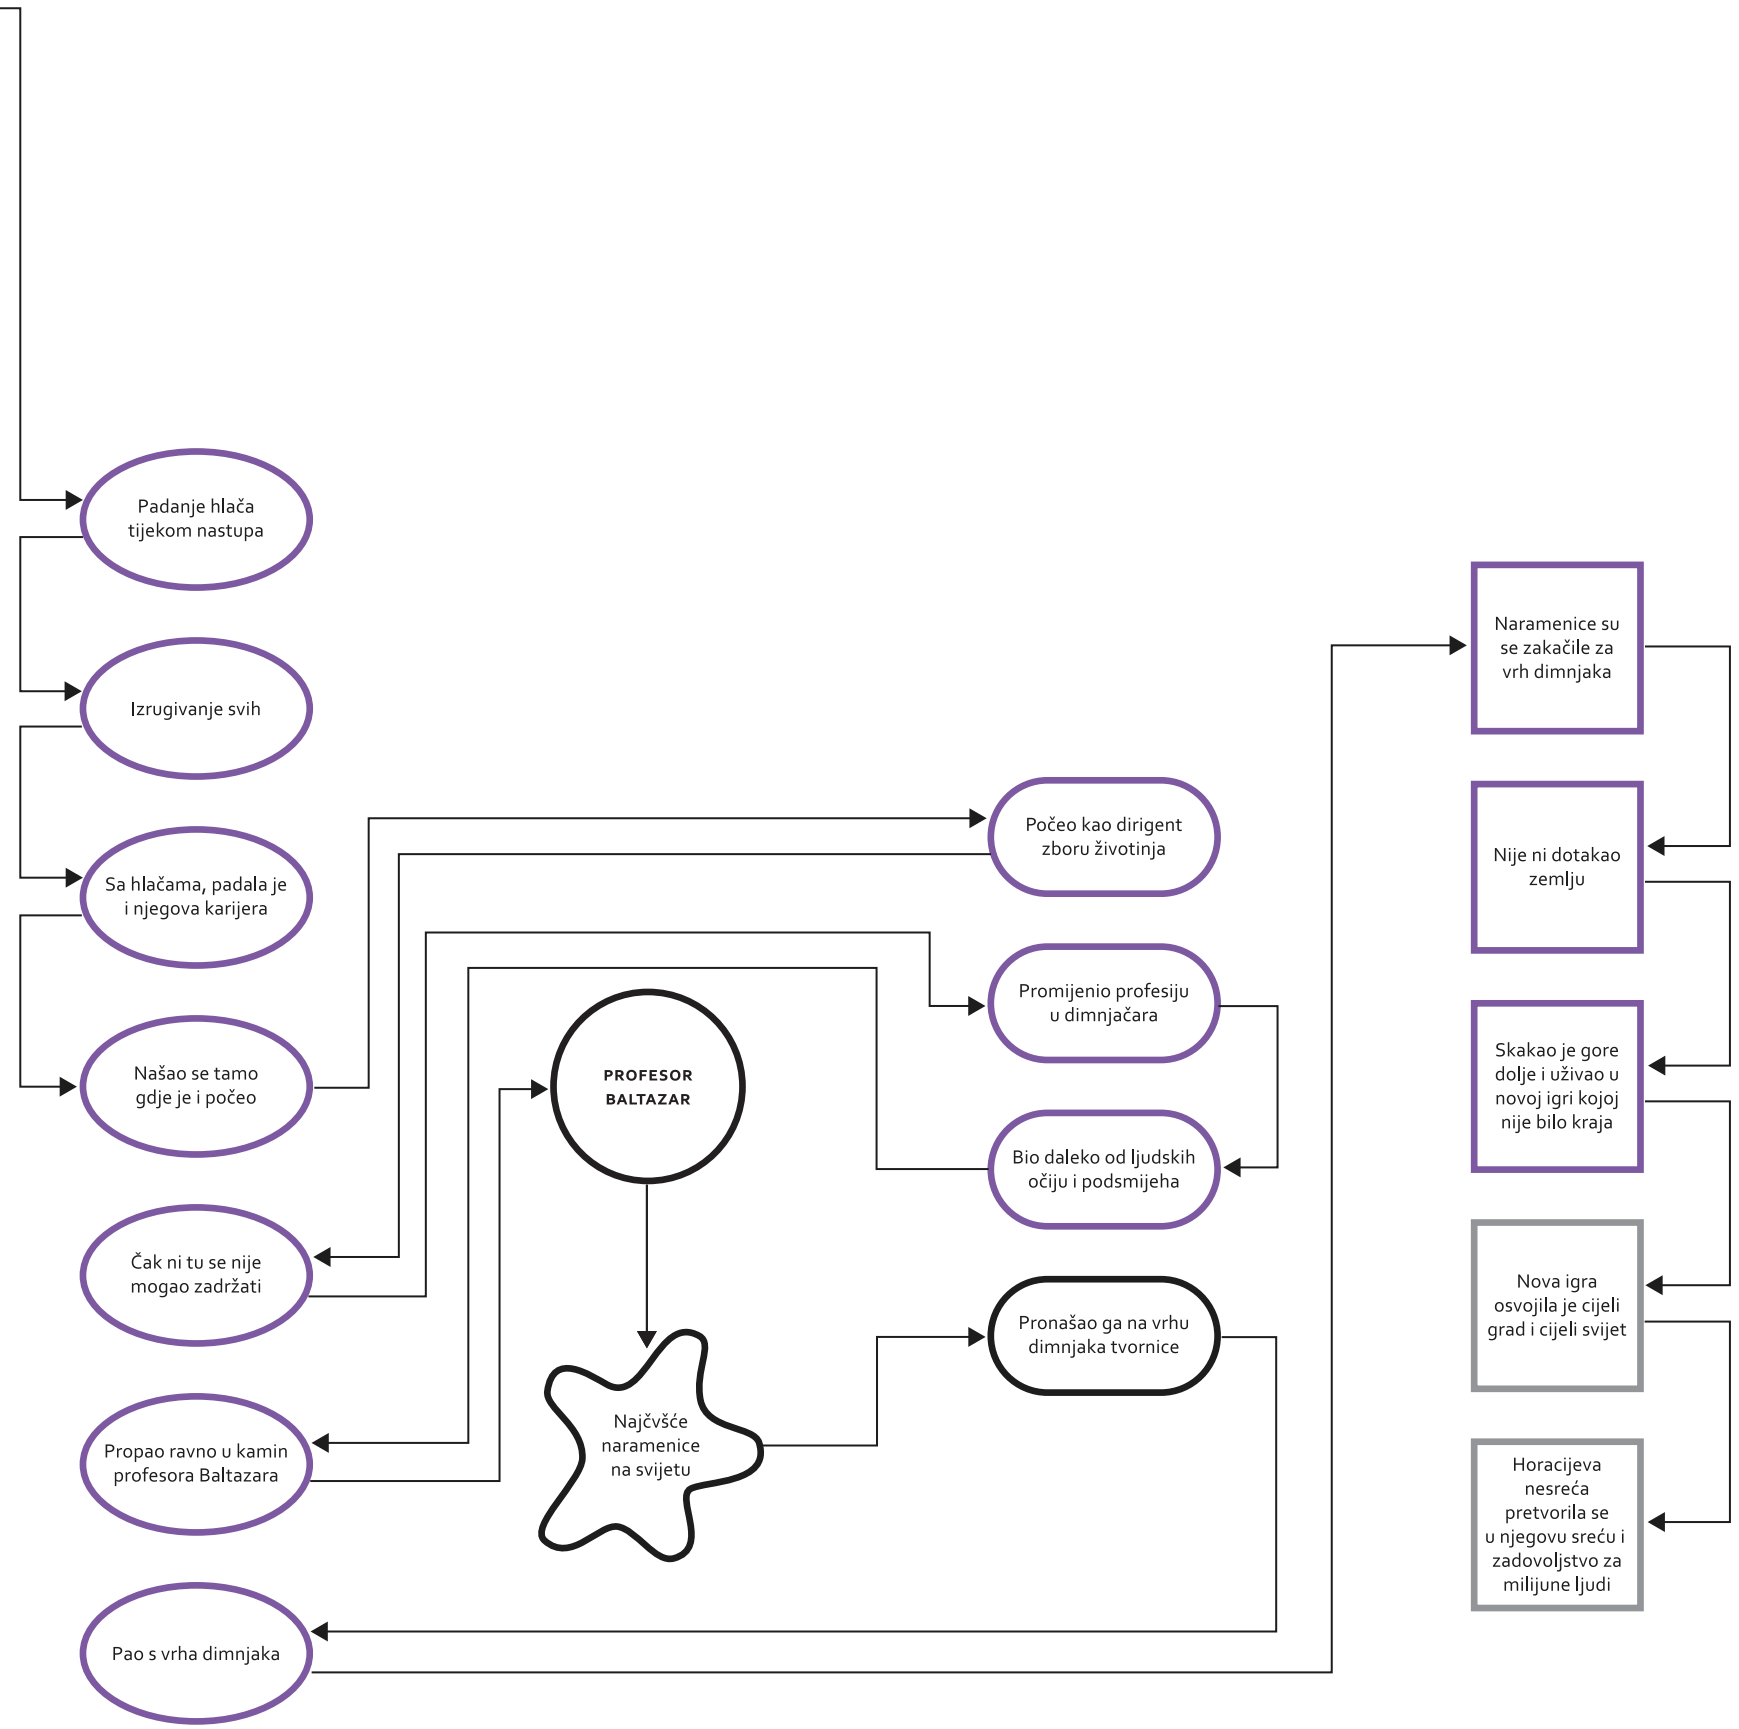 Padanje hlača
tijekom nastupa
Izrugivanje svih
Sa hlačama, padala je
i njegova karijera
Našao se tamo
gdje je i počeo
Čak ni tu se nije
mogao zadržati
Propao ravno u kamin
profesora Baltazara
Pao s vrha dimnjaka
PROFESOR
BALTAZAR
Najčvšće
naramenice
na svijetu
Počeo kao dirigent
zboru životinja
Promijenio profesiju
u dimnjačara
Bio daleko od ljudskih
očiju i podsmijeha
Pronašao ga na vrhu
dimnjaka tvornice
Naramenice su
se zakačile za
vrh dimnjaka
Nije ni dotakao
zemlju
Skakao je gore
dolje i uživao u
novoj igri kojoj
nije bilo kraja
Nova igra
osvojila je cijeli
grad i cijeli svijet
Horacijeva
nesreća
pretvorila se
u njegovu sreću i
zadovoljstvo za
milijune ljudi